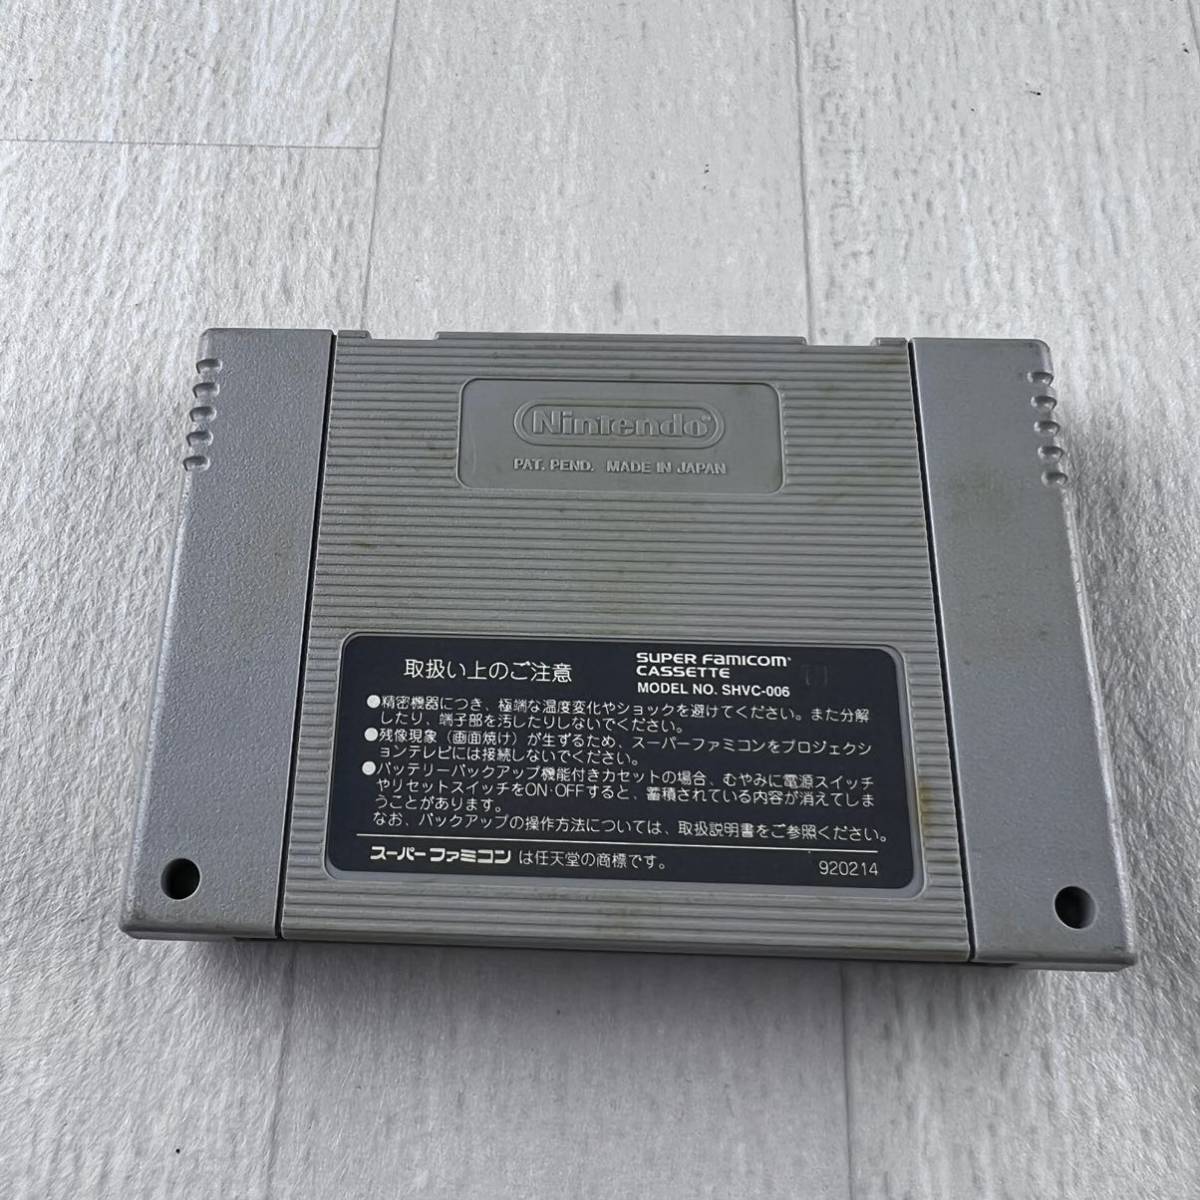 Nintendo
PAT. PEND. MADE IN JAPAN
取扱い上のご注意
SUPER FAMICOM
CASSETTE
MODEL NO. SHVC-006
●精密機器につき、極端な温度変化やショックを避けてください。また分解
したり、端子部を汚したりしないでください。
●残像現象（画面焼け）が生ずるため、スーパーファミコンをプロジェクシ
ョンテレビには接続しないでください。
●バッテリーバックアップ機能付きカセットの場合、むやみに電源スイッチ
やリセットスイッチをON・OFFすると、蓄積されている内容が消えてしま
うことがあります。
なお、バックアップの操作方法については、取扱説明書をご参照ください。
スーパーファミコン は任天堂の商標です。
920214